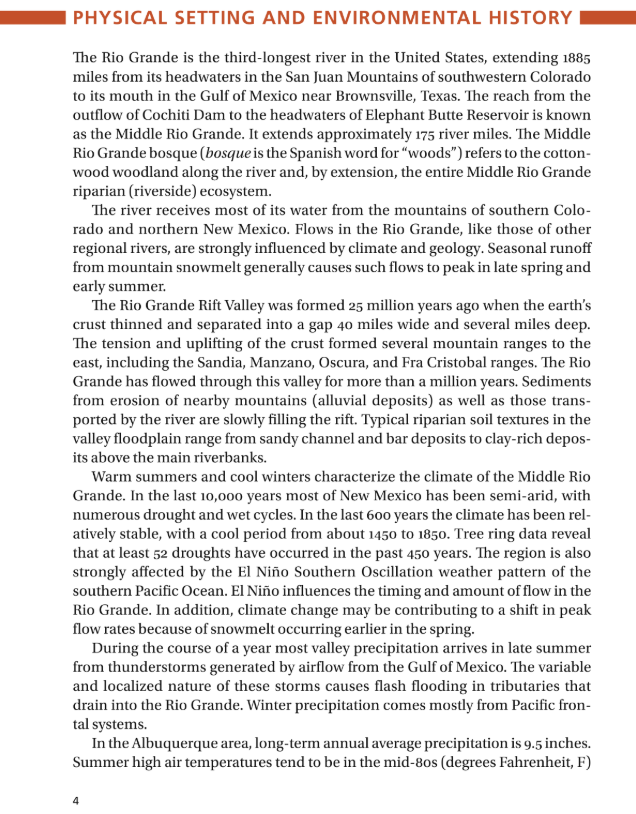 PHYSICAL SETTING AND ENVIRONMENTAL HISTORY
The Rio Grande is the third-longest river in the United States, extending 1885
miles from its headwaters in the San Juan Mountains of southwestern Colorado
to its mouth in the Gulf of Mexico near Brownsville, Texas. The reach from the
outflow of Cochiti Dam to the headwaters of Elephant Butte Reservoir is known
as the Middle Rio Grande. It extends approximately 175 river miles. The Middle
Rio Grande bosque (bosque is the Spanish word for “woods”) refers to the cotton-
wood woodland along the river and, by extension, the entire Middle Rio Grande
riparian (riverside) ecosystem.
The river receives most of its water from the mountains of southern Colo-
rado and northern New Mexico. Flows in the Rio Grande, like those of other
regional rivers, are strongly influenced by climate and geology. Seasonal runoff
from mountain snowmelt generally causes such flows to peak in late spring and
early summer.
The Rio Grande Rift Valley was formed 25 million years ago when the earth’s
crust thinned and separated into a gap 40 miles wide and several miles deep.
The tension and uplifting of the crust formed several mountain ranges to the
east, including the Sandia, Manzano, Oscura, and Fra Cristobal ranges. The Rio
Grande has flowed through this valley for more than a million years. Sediments
from erosion of nearby mountains (alluvial deposits) as well as those trans-
ported by the river are slowly filling the rift. Typical riparian soil textures in the
valley floodplain range from sandy channel and bar deposits to clay-rich depos-
its above the main riverbanks.
Warm summers and cool winters characterize the climate of the Middle Rio
Grande. In the last 10,000 years most of New Mexico has been semi-arid, with
numerous drought and wet cycles. In the last 600 years the climate has been rel-
atively stable, with a cool period from about 1450 to 1850. Tree ring data reveal
that at least 52 droughts have occurred in the past 450 years. The region is also
strongly affected by the El Niño Southern Oscillation weather pattern of the
southern Pacific Ocean. El Niño influences the timing and amount of flow in the
Rio Grande. In addition, climate change may be contributing to a shift in peak
flow rates because of snowmelt occurring earlier in the spring.
During the course of a year most valley precipitation arrives in late summer
from thunderstorms generated by airflow from the Gulf of Mexico. The variable
and localized nature of these storms causes flash flooding in tributaries that
drain into the Rio Grande. Winter precipitation comes mostly from Pacific fron-
tal systems.
In the Albuquerque area, long-term annual average precipitation is 9.5 inches.
Summer high air temperatures tend to be in the mid-80s (degrees Fahrenheit, F)
4